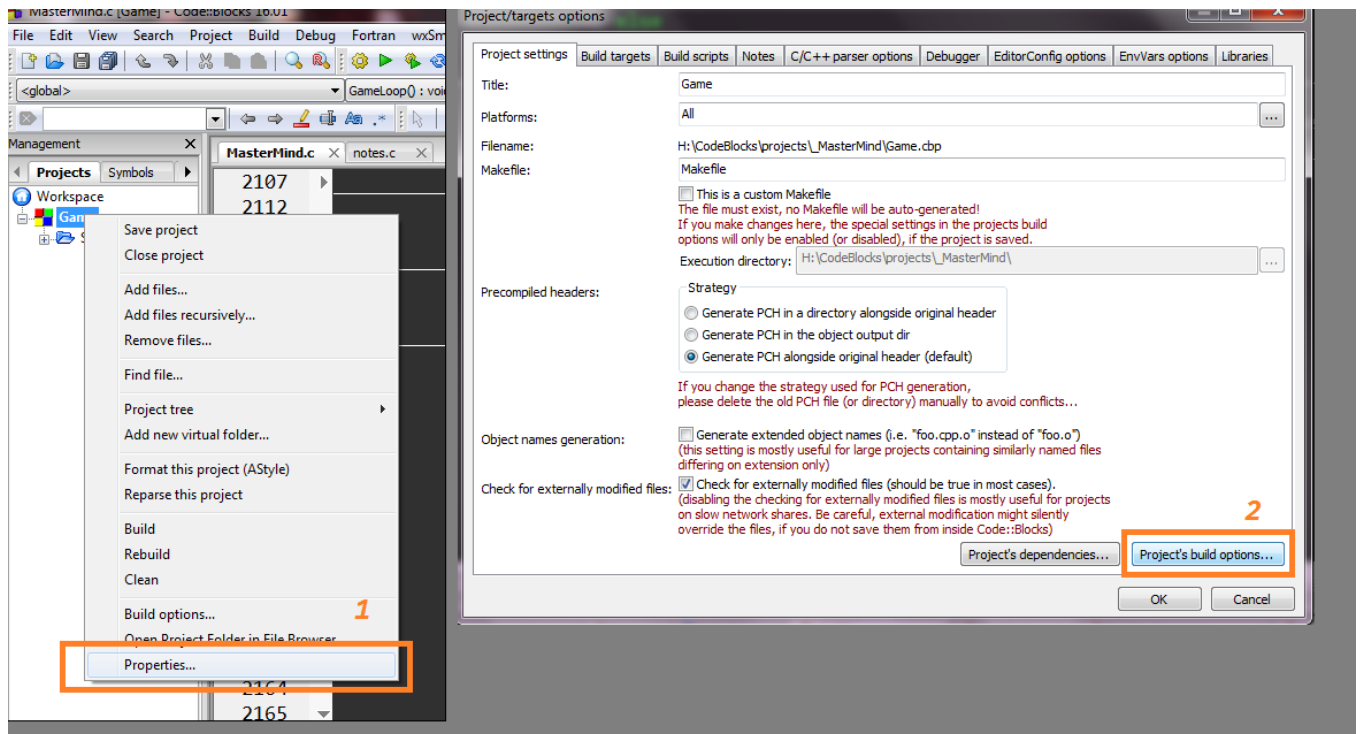 MasterMind.c [Game] - Code::Blocks 16.01
File Edit View Search Project Build Debug Fortran wxSm
<global>
GameLoop() : voi
Management
MasterMind.c
notes.c
Projects
Symbols
Workspace
2107
2112
Save project
Close project
Add files...
Add files recursively...
Remove files...
Find file...
Project tree
Add new virtual folder...
Format this project (AStyle)
Reparse this project
Build
Rebuild
Clean
Build options...
1
Open Project Folder in File Browser
Properties...
2164
2165
Project/targets options
Project settings
Build targets
Build scripts
Notes
C/C++ parser options
Debugger
EditorConfig options
EnvVars options
Libraries
Title:
Game
Platforms:
All
...
Filename:
H:\CodeBlocks\projects\_MasterMind\Game.cbp
Makefile:
Makefile
This is a custom Makefile
The file must exist, no Makefile will be auto-generated!
If you make changes here, the special settings in the projects build
options will only be enabled (or disabled), if the project is saved.
Execution directory:
H:\CodeBlocks\projects\_MasterMind\
...
Precompiled headers:
Strategy
Generate PCH in a directory alongside original header
Generate PCH in the object output dir
Generate PCH alongside original header (default)
If you change the strategy used for PCH generation,
please delete the old PCH file (or directory) manually to avoid conflicts...
Object names generation:
Generate extended object names (i.e. "foo.cpp.o" instead of "foo.o")
(this setting is mostly useful for large projects containing similarly named files
differing on extension only)
Check for externally modified files:
Check for externally modified files (should be true in most cases).
(disabling the checking for externally modified files is mostly useful for projects
on slow network shares. Be careful, external modification might silently
override the files, if you do not save them from inside Code::Blocks)
2
Project's dependencies...
Project's build options...
OK
Cancel